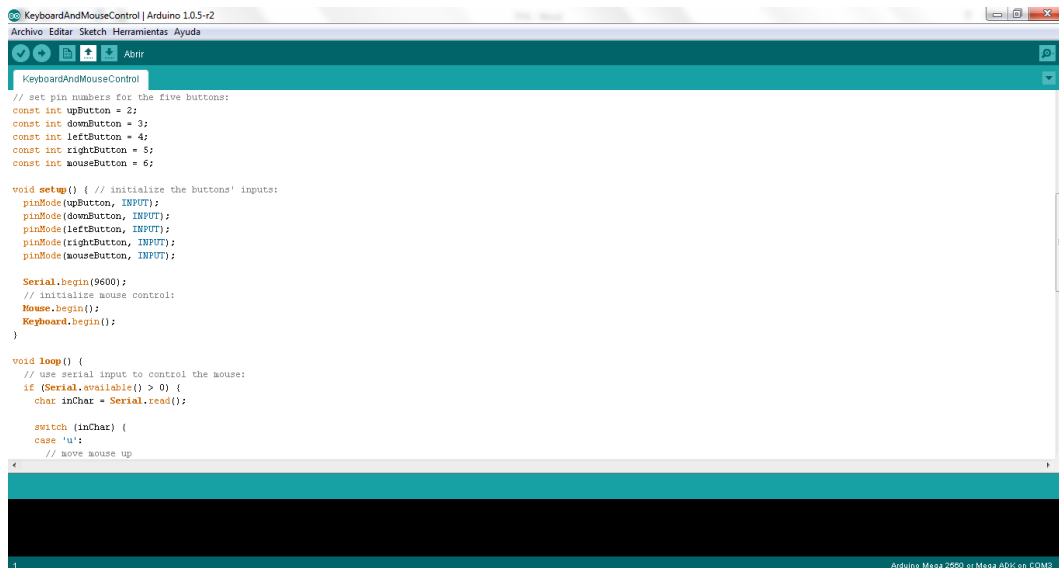 KeyboardAndMouseControl | Arduino 1.0.5-r2
Archivo Editar Sketch Herramientas Ayuda
Abrir
KeyboardAndMouseControl
// set pin numbers for the five buttons:
const int upButton = 2;
const int downButton = 3;
const int leftButton = 4;
const int rightButton = 5;
const int mouseButton = 6;
void setup() { // initialize the buttons' inputs:
pinMode(upButton, INPUT);
pinMode(downButton, INPUT);
pinMode(leftButton, INPUT);
pinMode(rightButton, INPUT);
pinMode(mouseButton, INPUT);
Serial.begin(9600);
// initialize mouse control:
Mouse.begin();
Keyboard.begin();
}
void loop() {
// use serial input to control the mouse:
if (Serial.available() > 0) {
char inChar = Serial.read();
switch (inChar) {
case 'u':
// move mouse up
1
Arduino Mega 2560 or Mega ADK on COM3